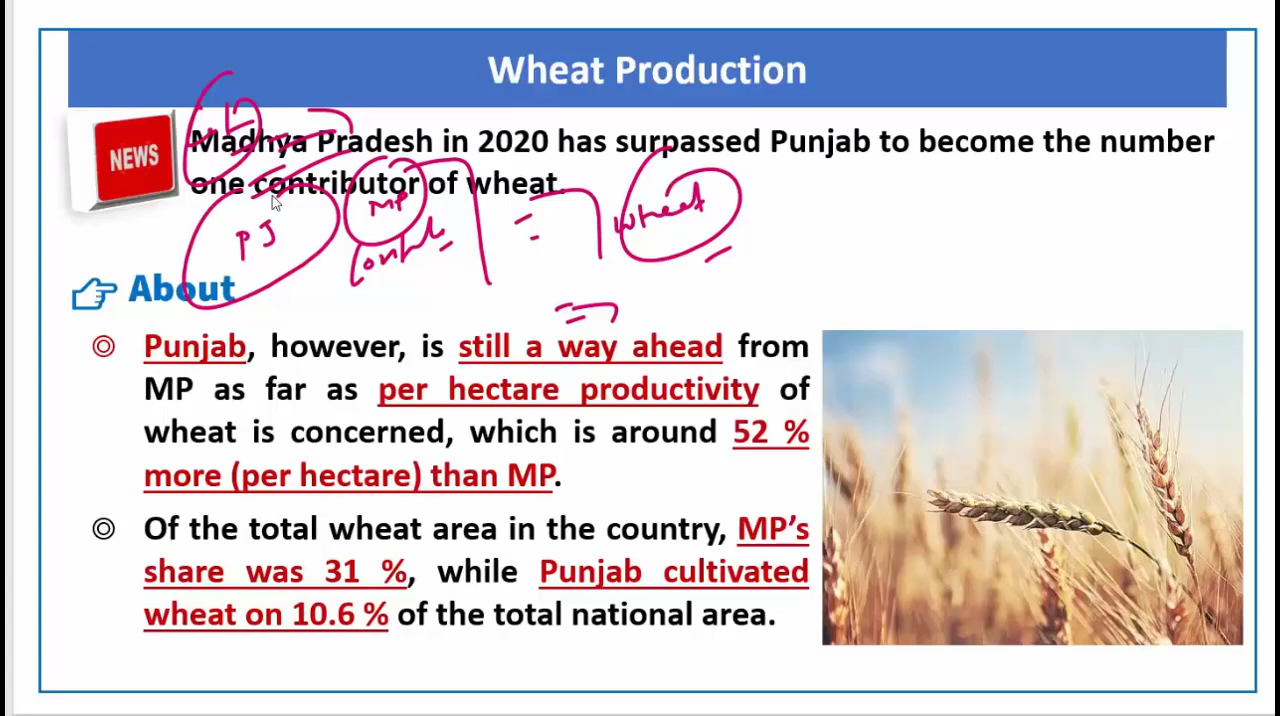 Wheat Production
NEWS
Madhya Pradesh in 2020 has surpassed Punjab to become the number
one contributor of wheat.
PJ
MP
wheat
About
Punjab, however, is still a way ahead from
MP as far as per hectare productivity of
wheat is concerned, which is around 52 %
more (per hectare) than MP.
Of the total wheat area in the country, MP’s
share was 31 %, while Punjab cultivated
wheat on 10.6 % of the total national area.